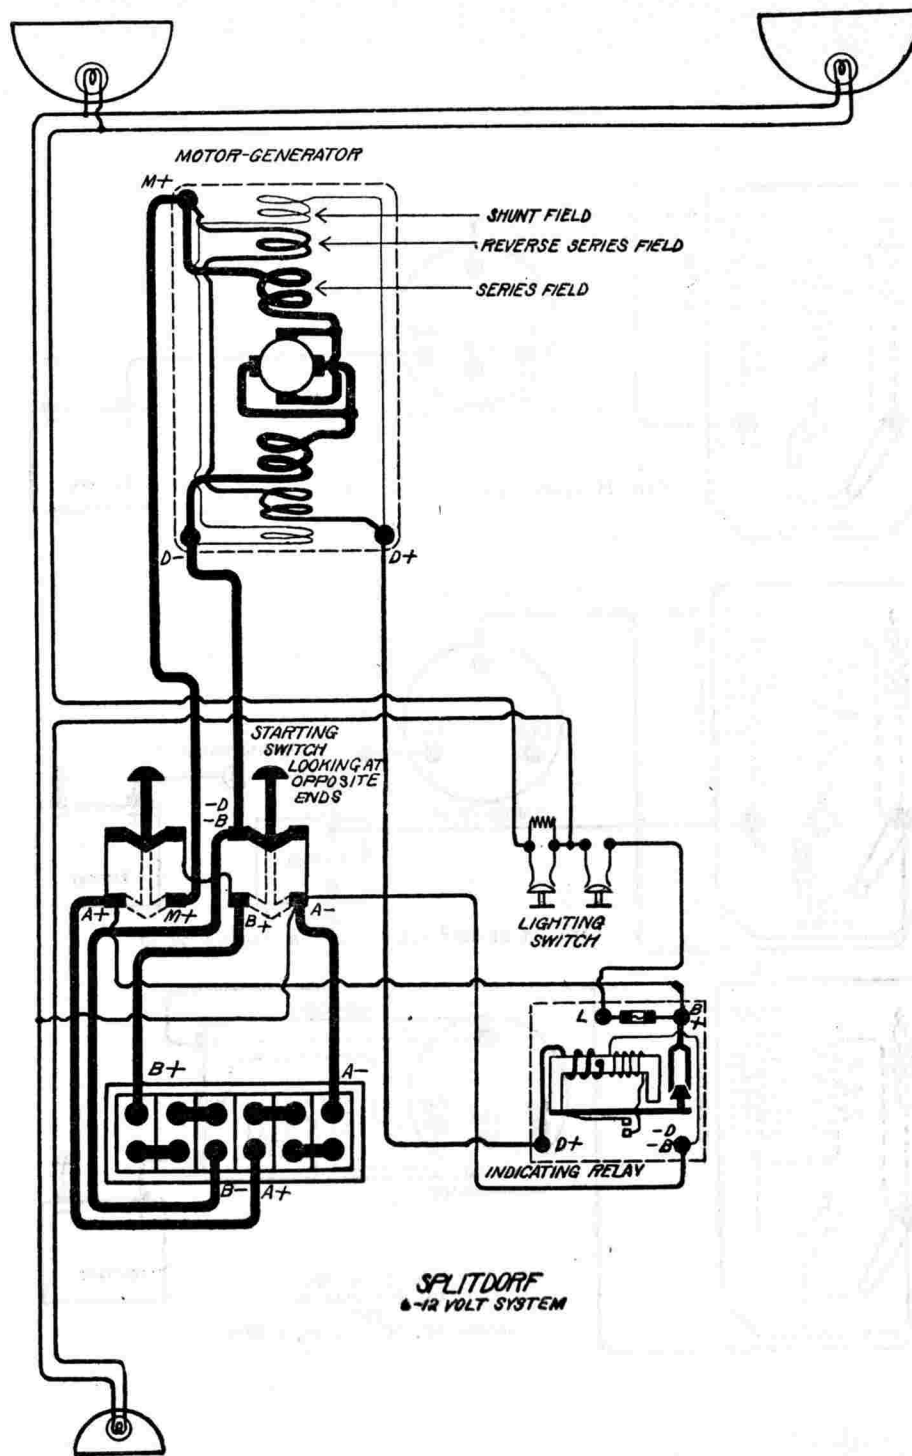 MOTOR-GENERATOR
M+
SHUNT FIELD
REVERSE SERIES FIELD
SERIES FIELD
D-
D+
STARTING
SWITCH
LOOKING AT
OPPOSITE
ENDS
-D
-B
A+
M+
B+
A-
LIGHTING
SWITCH
L
B
+
B+
A-
D+
-D
-B
INDICATING RELAY
B-
A+
SPLITDORF
6-12 VOLT SYSTEM